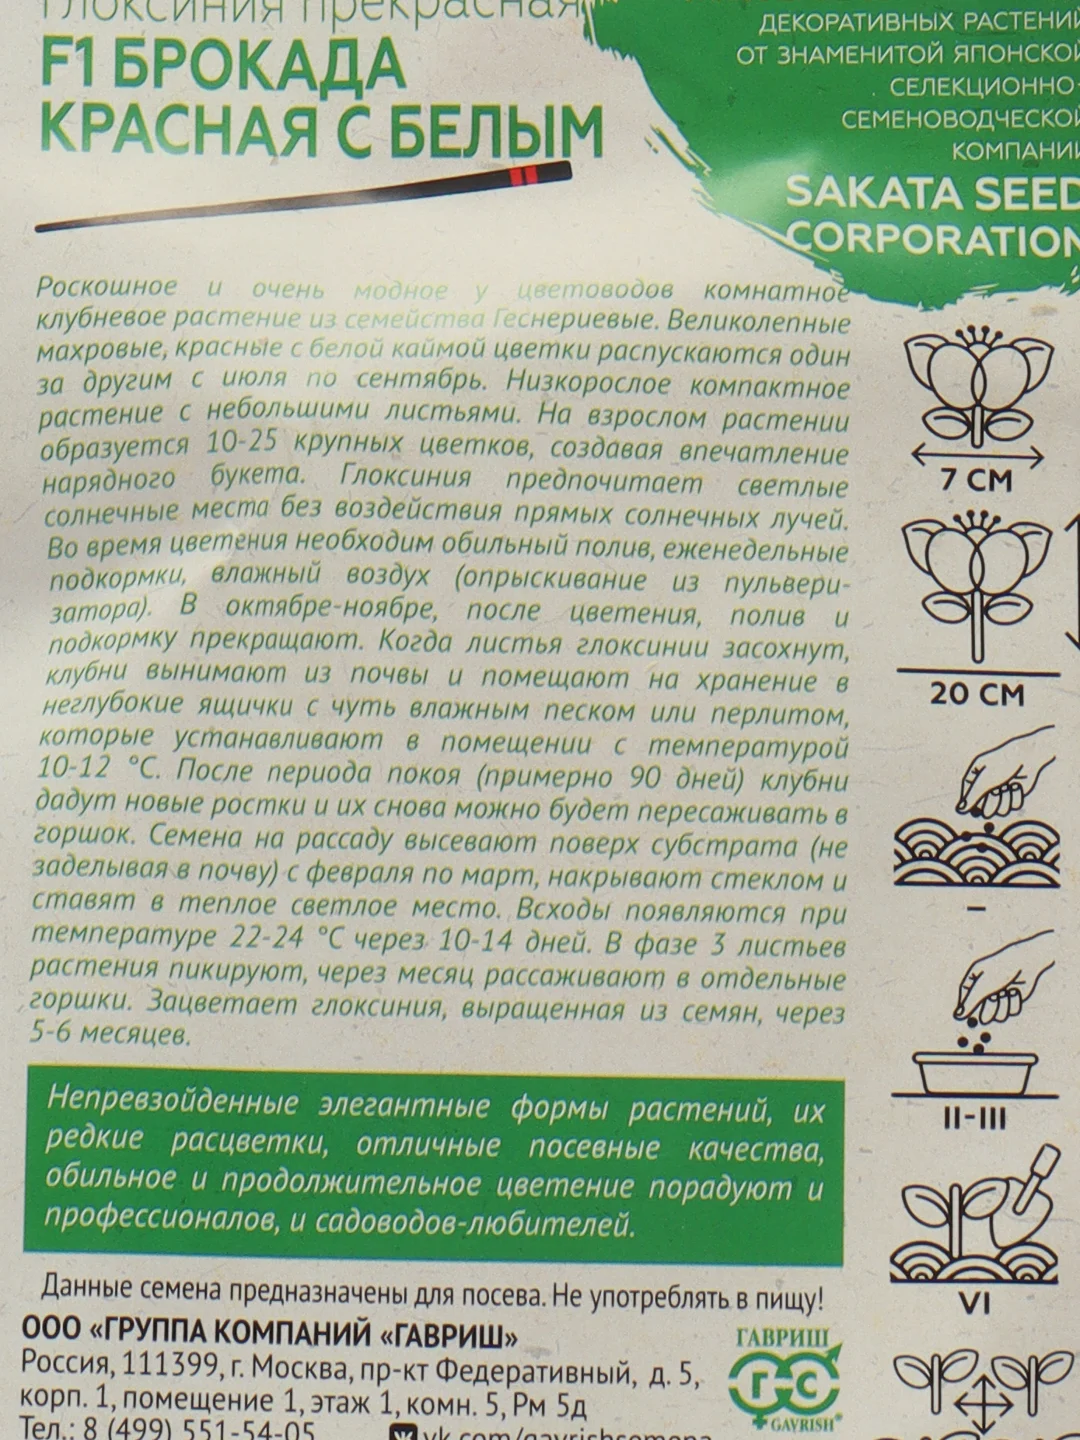 Глоксиния прекрасная
F1 БРОКАДА
КРАСНАЯ С БЕЛЫМ
ДЕКОРАТИВНЫХ РАСТЕНИЙ
ОТ ЗНАМЕНИТОЙ ЯПОНСКОЙ
СЕЛЕКЦИОННО-
СЕМЕНОВОДЧЕСКОЙ
КОМПАНИИ
SAKATA SEED
CORPORATION
Роскошное и очень модное у цветоводов комнатное
клубневое растение из семейства Геснериевые. Великолепные
махровые, красные с белой каймой цветки распускаются один
за другим с июля по сентябрь. Низкорослое компактное
растение с небольшими листьями. На взрослом растении
образуется 10-25 крупных цветков, создавая впечатление
нарядного букета. Глоксиния предпочитает светлые
солнечные места без воздействия прямых солнечных лучей.
Во время цветения необходим обильный полив, еженедельные
подкормки, влажный воздух (опрыскивание из пульвери-
затора). В октябре-ноябре, после цветения, полив и
подкормку прекращают. Когда листья глоксинии засохнут,
клубни вынимают из почвы и помещают на хранение в
неглубокие ящички с чуть влажным песком или перлитом,
которые устанавливают в помещении с температурой
10-12 °С. После периода покоя (примерно 90 дней) клубни
дадут новые ростки и их снова можно будет пересаживать в
горшок. Семена на рассаду высевают поверх субстрата (не
заделывая в почву) с февраля по март, накрывают стеклом и
ставят в теплое светлое место. Всходы появляются при
температуре 22-24 °С через 10-14 дней. В фазе 3 листьев
растения пикируют, через месяц рассаживают в отдельные
горшки. Зацветает глоксиния, выращенная из семян, через
5-6 месяцев.
7 СМ
20 СМ
–
II-III
VI
Непревзойденные элегантные формы растений, их
редкие расцветки, отличные посевные качества,
обильное и продолжительное цветение порадуют и
профессионалов, и садоводов-любителей.
Данные семена предназначены для посева. Не употреблять в пищу!
ООО «ГРУППА КОМПАНИЙ «ГАВРИШ»
Россия, 111399, г. Москва, пр-кт Федеративный, д. 5,
корп. 1, помещение 1, этаж 1, комн. 5, Рм 5д
Тел.: 8 (499) 551-54-05
vk.com/gavrishsemena
ГАВРИШ
ГС
GAVRISH®